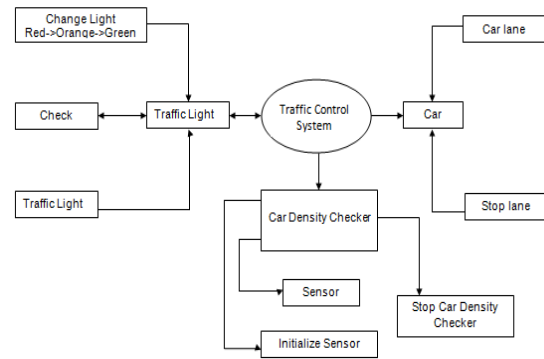 Change Light
Red->Orange->Green
Car lane
Check
Traffic Light
Traffic Control
System
Car
Traffic Light
Car Density Checker
Stop lane
Sensor
Stop Car Density
Checker
Initialize Sensor